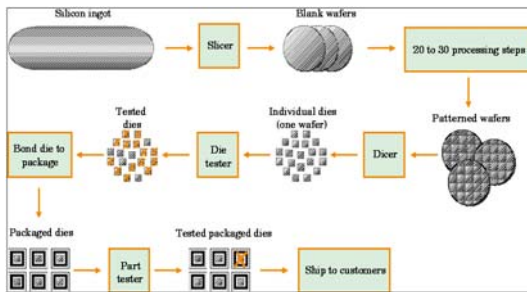 Silicon ingot
Blank wafers
Slicer
20 to 30 processing steps
Tested
dies
Individual dies
(one wafer)
Patterned wafers
Bond die to
package
Die
tester
Dicer
Packaged dies
Tested packaged dies
Part
tester
Ship to customers